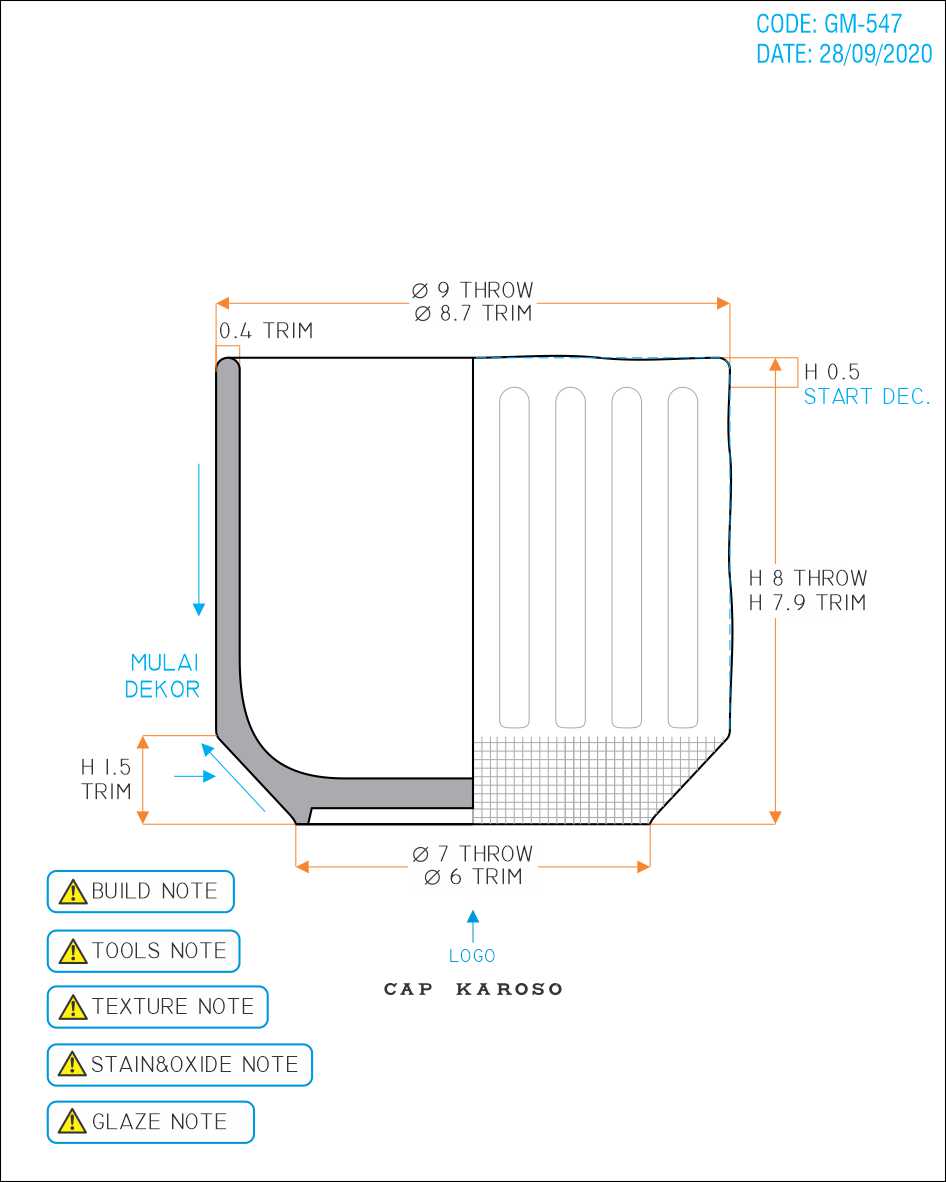 CODE: GM-547
DATE: 28/09/2020
Ø 9 THROW
Ø 8.7 TRIM
0.4 TRIM
H 0.5
START DEC.
H 8 THROW
H 7.9 TRIM
MULAI
DEKOR
H 1.5
TRIM
Ø 7 THROW
Ø 6 TRIM
LOGO
CAP KAROSO
BUILD NOTE
TOOLS NOTE
TEXTURE NOTE
STAIN&OXIDE NOTE
GLAZE NOTE